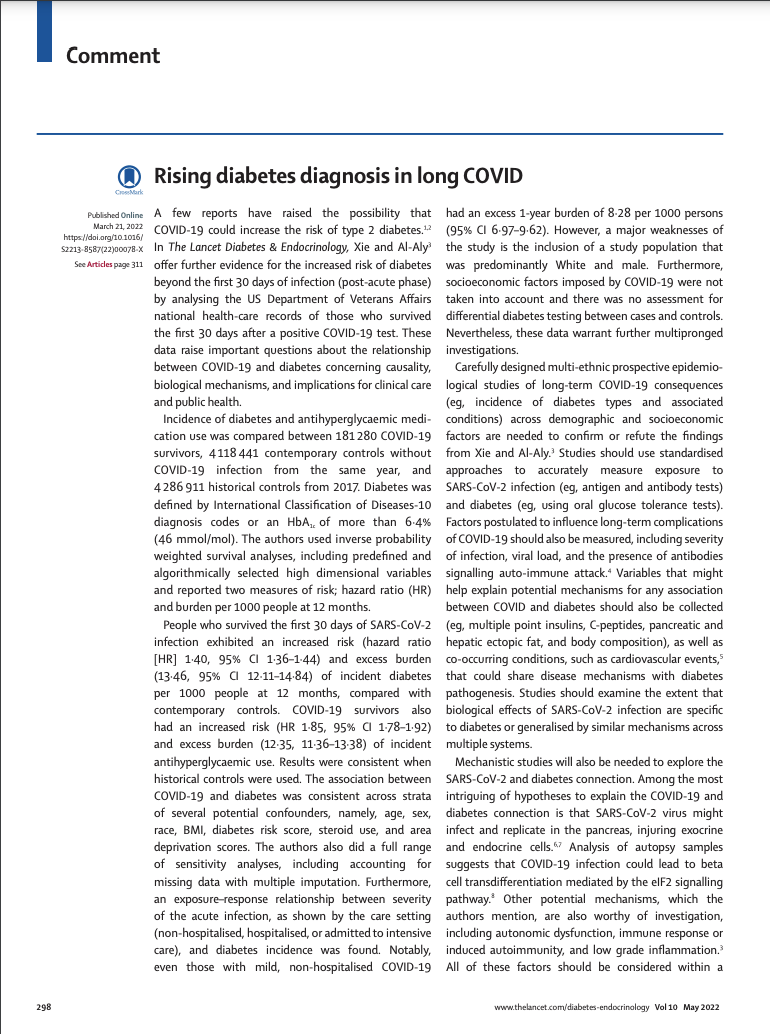 Comment
Rising diabetes diagnosis in long COVID
CrossMark
Published Online
March 21, 2022
https://doi.org/10.1016/
S2213-8587(22)00078-X
See Articles page 311
A few reports have raised the possibility that
COVID-19 could increase the risk of type 2 diabetes.1,2
In The Lancet Diabetes & Endocrinology, Xie and Al-Aly3
offer further evidence for the increased risk of diabetes
beyond the first 30 days of infection (post-acute phase)
by analysing the US Department of Veterans Affairs
national health-care records of those who survived
the first 30 days after a positive COVID-19 test. These
data raise important questions about the relationship
between COVID-19 and diabetes concerning causality,
biological mechanisms, and implications for clinical care
and public health.
Incidence of diabetes and antihyperglycaemic medi-
cation use was compared between 181 280 COVID-19
survivors, 4 118 441 contemporary controls without
COVID-19 infection from the same year, and
4 286 911 historical controls from 2017. Diabetes was
defined by International Classification of Diseases-10
diagnosis codes or an HbA1c of more than 6·4%
(46 mmol/mol). The authors used inverse probability
weighted survival analyses, including predefined and
algorithmically selected high dimensional variables
and reported two measures of risk; hazard ratio (HR)
and burden per 1000 people at 12 months.
People who survived the first 30 days of SARS-CoV-2
infection exhibited an increased risk (hazard ratio
[HR] 1·40, 95% CI 1·36–1·44) and excess burden
(13·46, 95% CI 12·11–14·84) of incident diabetes
per 1000 people at 12 months, compared with
contemporary controls. COVID-19 survivors also
had an increased risk (HR 1·85, 95% CI 1·78–1·92)
and excess burden (12·35, 11·36–13·38) of incident
antihyperglycaemic use. Results were consistent when
historical controls were used. The association between
COVID-19 and diabetes was consistent across strata
of several potential confounders, namely, age, sex,
race, BMI, diabetes risk score, steroid use, and area
deprivation scores. The authors also did a full range
of sensitivity analyses, including accounting for
missing data with multiple imputation. Furthermore,
an exposure–response relationship between severity
of the acute infection, as shown by the care setting
(non-hospitalised, hospitalised, or admitted to intensive
care), and diabetes incidence was found. Notably,
even those with mild, non-hospitalised COVID-19
had an excess 1-year burden of 8·28 per 1000 persons
(95% CI 6·97–9·62). However, a major weaknesses of
the study is the inclusion of a study population that
was predominantly White and male. Furthermore,
socioeconomic factors imposed by COVID-19 were not
taken into account and there was no assessment for
differential diabetes testing between cases and controls.
Nevertheless, these data warrant further multipronged
investigations.
Carefully designed multi-ethnic prospective epidemio-
logical studies of long-term COVID-19 consequences
(eg, incidence of diabetes types and associated
conditions) across demographic and socioeconomic
factors are needed to confirm or refute the findings
from Xie and Al-Aly.3 Studies should use standardised
approaches to accurately measure exposure to
SARS-CoV-2 infection (eg, antigen and antibody tests)
and diabetes (eg, using oral glucose tolerance tests).
Factors postulated to influence long-term complications
of COVID-19 should also be measured, including severity
of infection, viral load, and the presence of antibodies
signalling auto-immune attack.4 Variables that might
help explain potential mechanisms for any association
between COVID and diabetes should also be collected
(eg, multiple point insulins, C-peptides, pancreatic and
hepatic ectopic fat, and body composition), as well as
co-occurring conditions, such as cardiovascular events,5
that could share disease mechanisms with diabetes
pathogenesis. Studies should examine the extent that
biological effects of SARS-CoV-2 infection are specific
to diabetes or generalised by similar mechanisms across
multiple systems.
Mechanistic studies will also be needed to explore the
SARS-CoV-2 and diabetes connection. Among the most
intriguing of hypotheses to explain the COVID-19 and
diabetes connection is that SARS-CoV-2 virus might
infect and replicate in the pancreas, injuring exocrine
and endocrine cells.6,7 Analysis of autopsy samples
suggests that COVID-19 infection could lead to beta
cell transdifferentiation mediated by the eIF2 signalling
pathway.8 Other potential mechanisms, which the
authors mention, are also worthy of investigation,
including autonomic dysfunction, immune response or
induced autoimmunity, and low grade inflammation.3
All of these factors should be considered within a
298
www.thelancet.com/diabetes-endocrinology Vol 10 May 2022